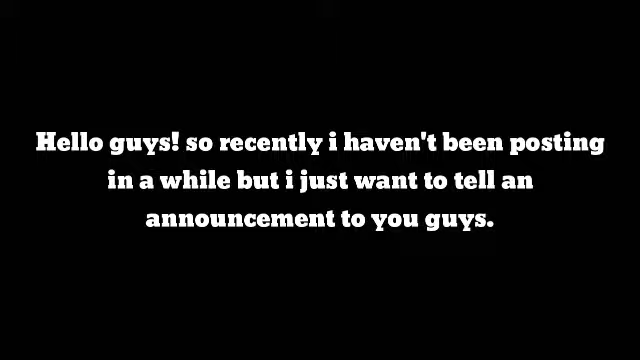 Hello guys! so recently i haven't been posting
in a while but i just want to tell an
announcement to you guys.